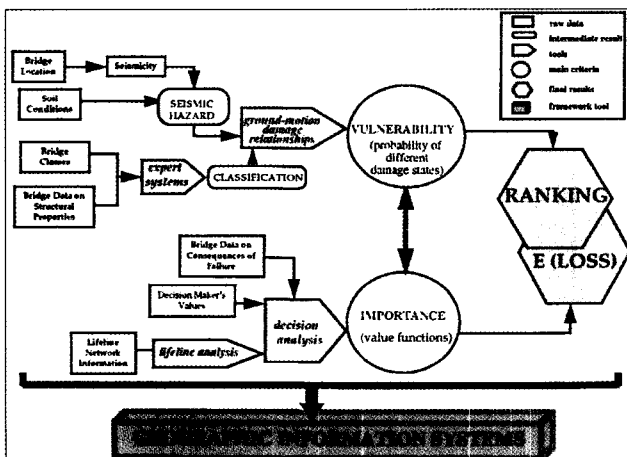 raw data
intermediate result
tools
main criteria
final results
framework tool
Bridge
Location
Seismicity
Soil
Conditions
SEISMIC
HAZARD
ground-motion
damage
relationships
VULNERABILITY
(probability of
different
damage states)
Bridge
Classes
expert
systems
CLASSIFICATION
Bridge Data on
Structural
Properties
RANKING
E (LOSS)
Bridge Data on
Consequences of
Failure
Decision Maker's
Values
decision
analysis
IMPORTANCE
(value functions)
Lifeline
Network
Information
lifeline analysis
GEOGRAPHIC INFORMATION SYSTEMS